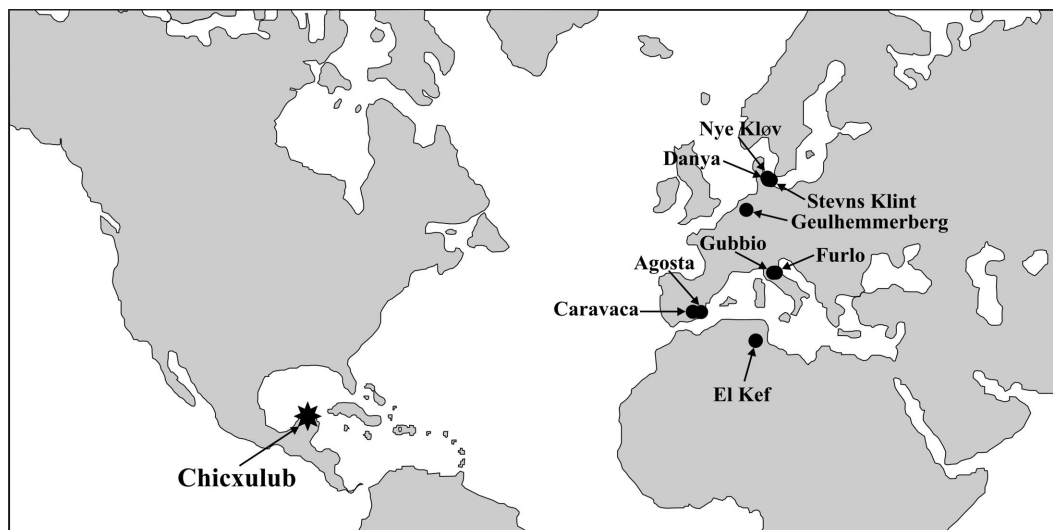 Nye Kløv
Danya
Stevns Klint
Geulhemmerberg
Gubbio
Furlo
Agosta
Caravaca
El Kef
Chicxulub